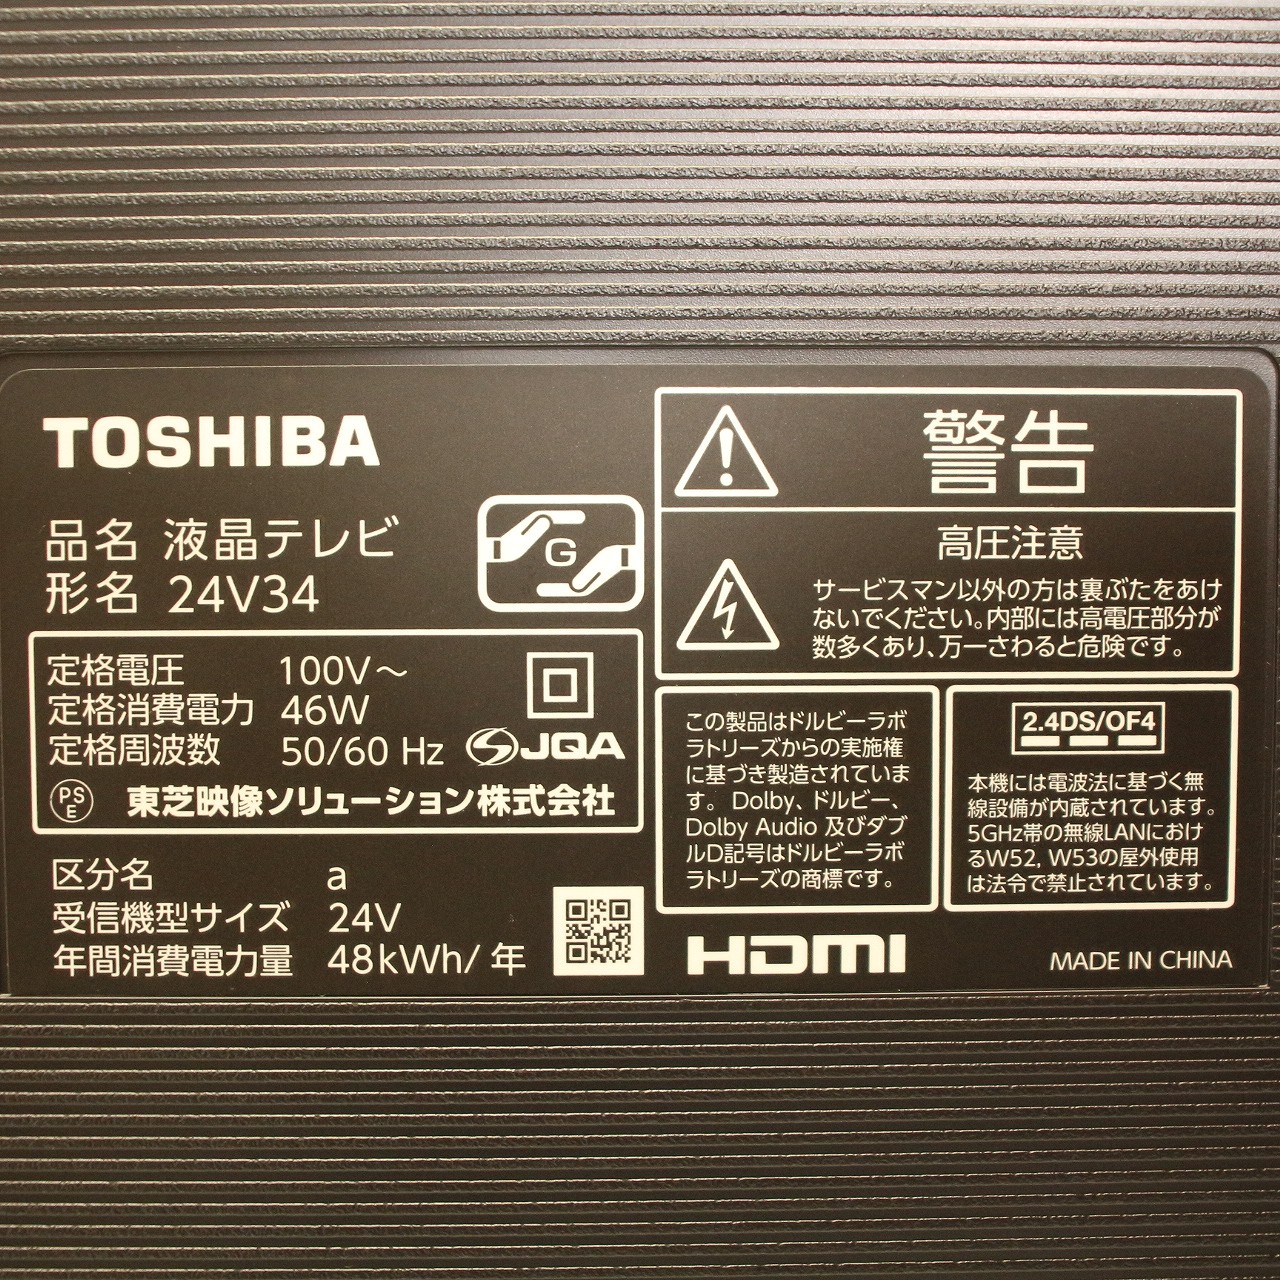 TOSHIBA
品名 液晶テレビ
形名 24V34
G
定格電圧 100V～
定格消費電力 46W
定格周波数 50/60 Hz
JQA
PS
E
東芝映像ソリューション株式会社
区分名 a
受信機型サイズ 24V
年間消費電力量 48kWh/年
警告
高圧注意
サービスマン以外の方は裏ぶたをあけ
ないでください。内部には高電圧部分が
数多くあり、万一さわると危険です。
この製品はドルビーラボ
ラトリーズからの実施権
に基づき製造されていま
す。Dolby、ドルビー、
Dolby Audio 及びダブ
ルD記号はドルビーラボ
ラトリーズの商標です。
2.4DS/OF4
本機には電波法に基づく無
線設備が内蔵されています。
5GHz帯の無線LANにおけ
るW52, W53の屋外使用
は法令で禁止されています。
HDMI
MADE IN CHINA